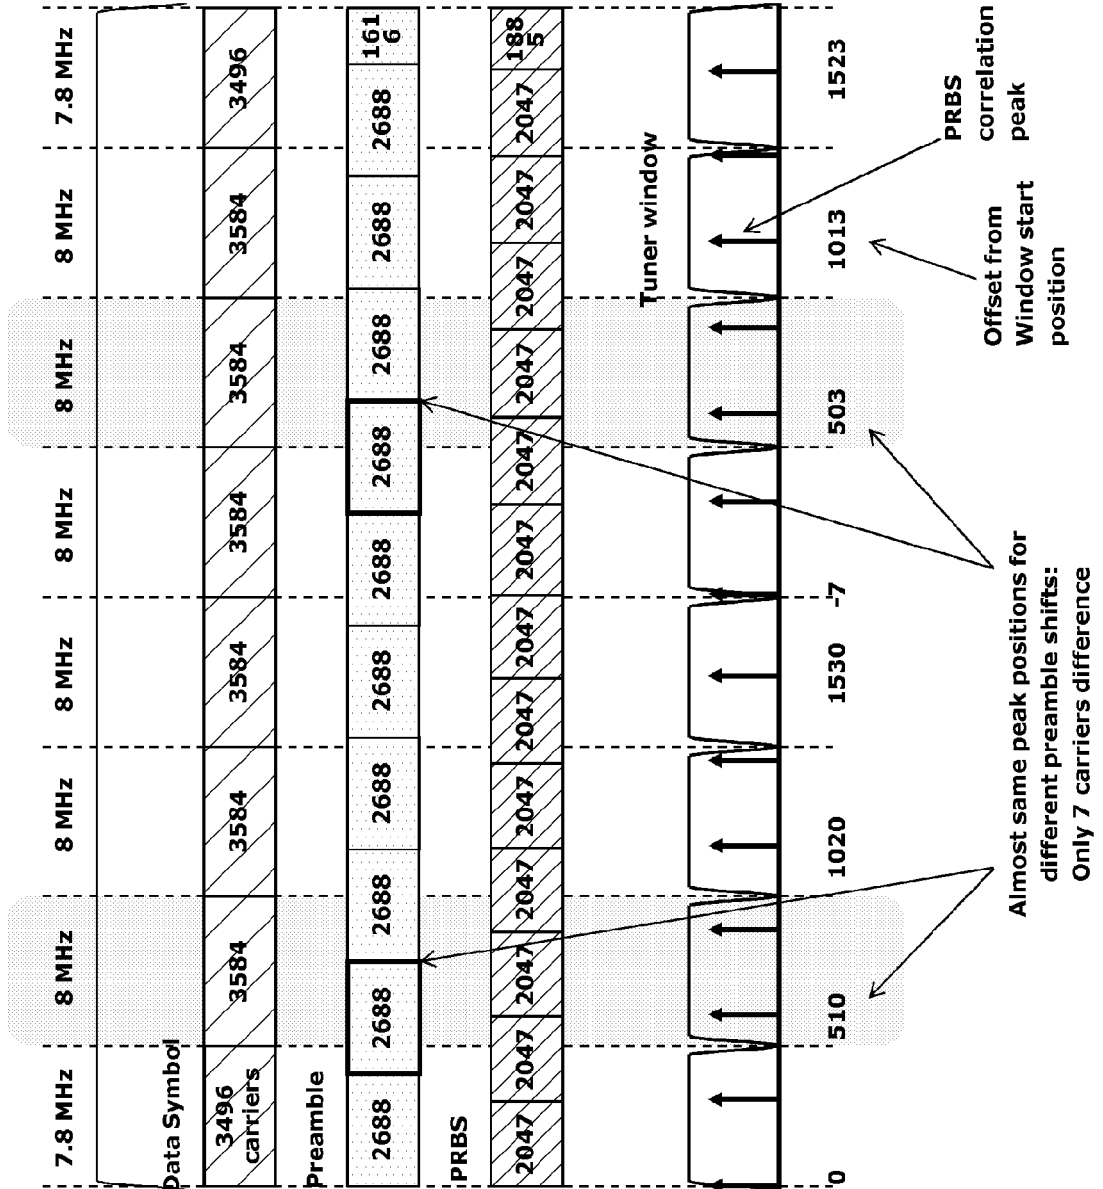 7.8 MHz 8 MHz 8 MHz 8 MHz 8 MHz 8 MHz 8 MHz 7.8 MHz
Data Symbol
3496 3584 3584 3584 3584 3584 3584 3496
carriers
Preamble
2688 2688 2688 2688 2688 2688 2688 2688 2688 2688 161
6
PRBS
2047 2047 2047 2047 2047 2047 2047 2047 2047 2047 2047 2047 2047 188
5
Tuner window
0 510 1020 1530 -7 503 1013 1523
Almost same peak positions for
different preamble shifts:
Only 7 carriers difference
Offset from
Window start
position
PRBS
correlation
peak